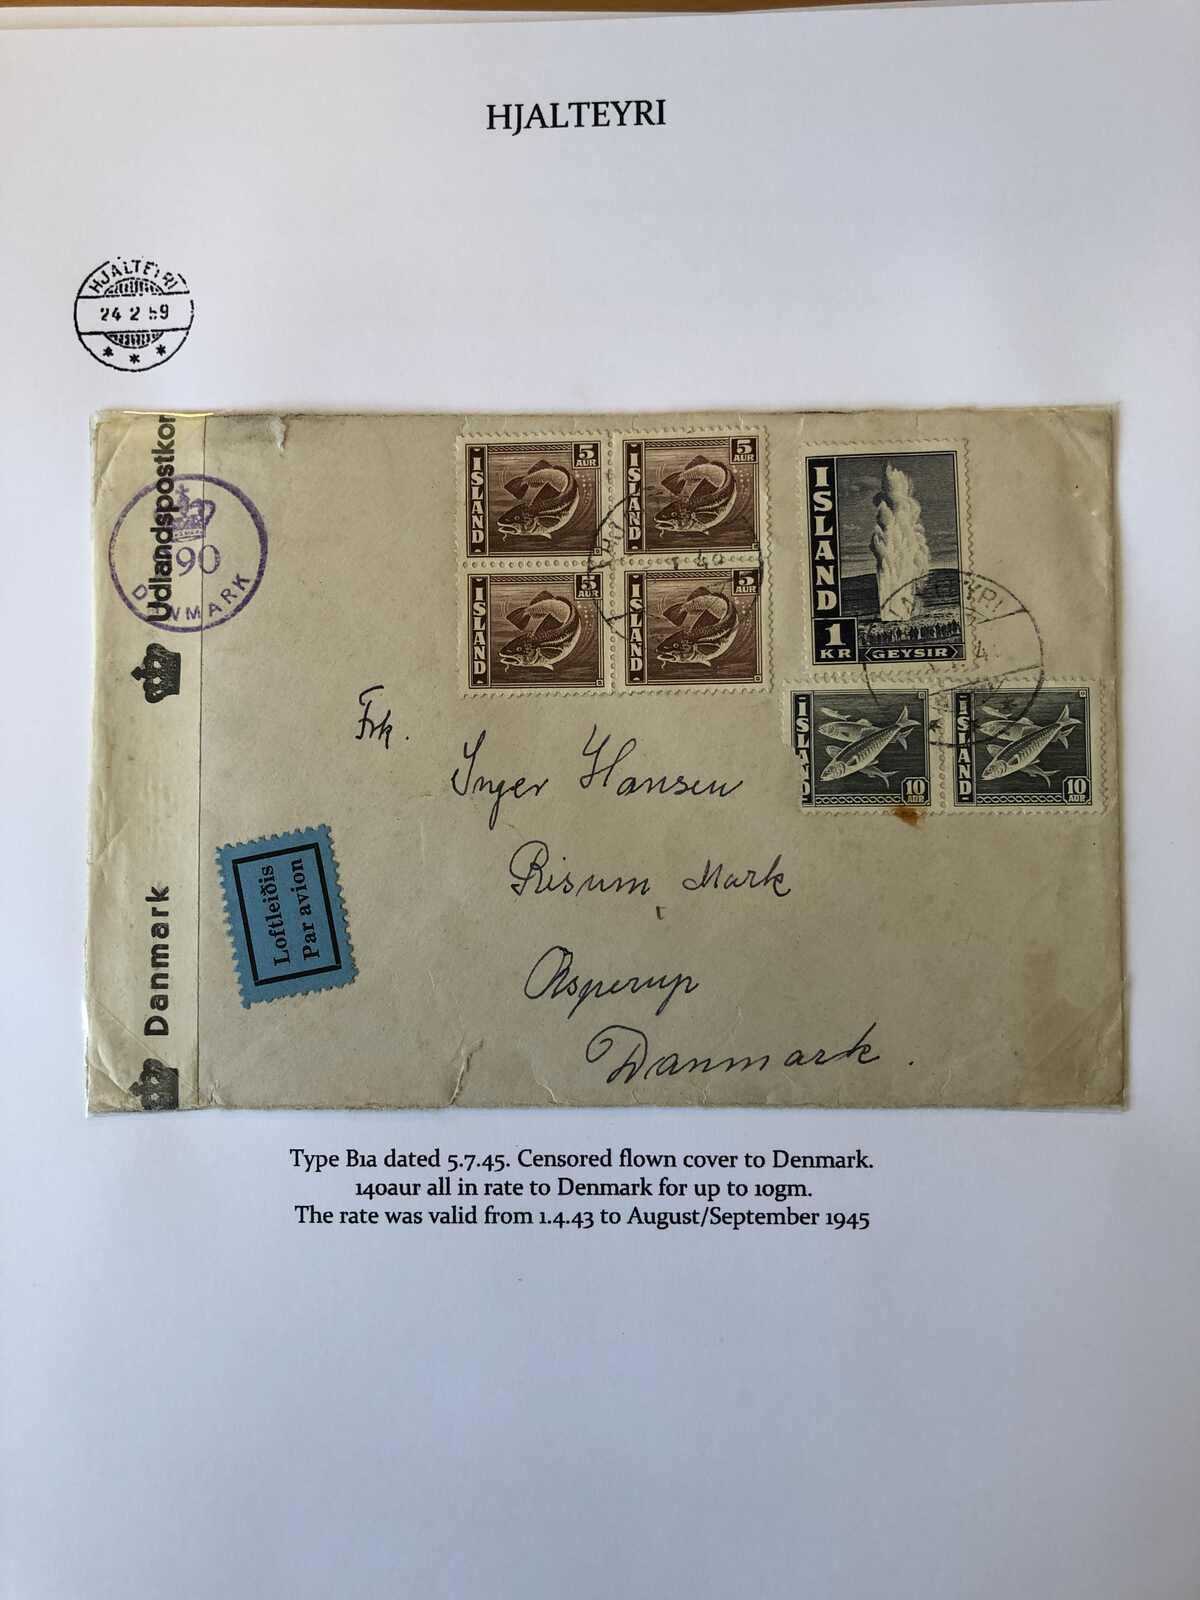 HJALTEYRI
HJALTEYRI
24 2 59
Udlandspostkon
90
DANMARK
Danmark
ISLAND 5 AUR
ISLAND 5 AUR
ISLAND 5 AUR
ISLAND 5 AUR
ISLAND
1 KR GEYSIR
ISLAND 10 AUR
ISLAND 10 AUR
Frk.
Inger Hansen
Risum Mark
Asperup
Danmark.
Loftleiðis
Par avion
Type B1a dated 5.7.45. Censored flown cover to Denmark.
140aur all in rate to Denmark for up to 10gm.
The rate was valid from 1.4.43 to August/September 1945